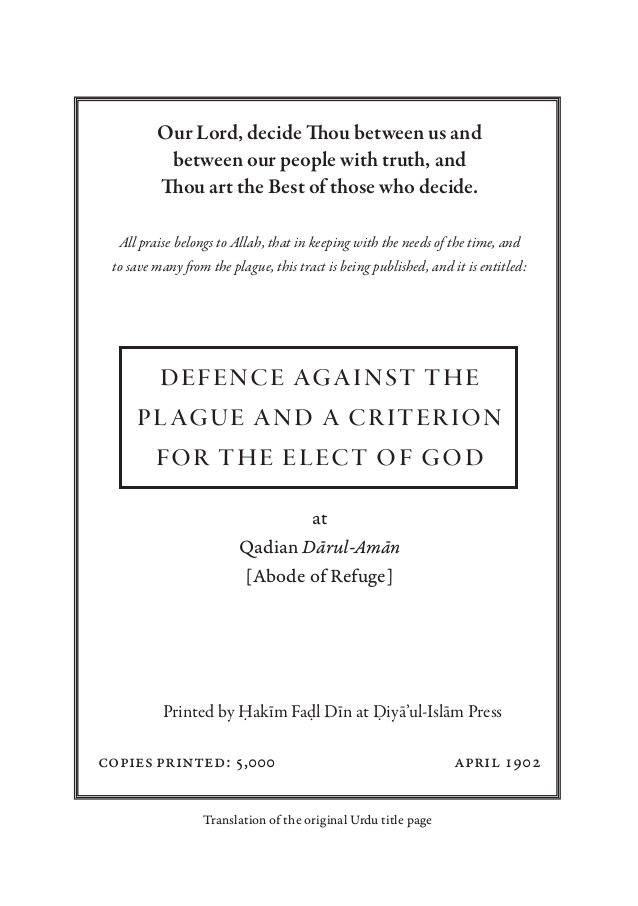 Our Lord, decide Thou between us and
between our people with truth, and
Thou art the Best of those who decide.
All praise belongs to Allah, that in keeping with the needs of the time, and
to save many from the plague, this tract is being published, and it is entitled:
DEFENCE AGAINST THE
PLAGUE AND A CRITERION
FOR THE ELECT OF GOD
at
Qadian Dārul-Amān
[Abode of Refuge]
Printed by Ḥakīm Faḍl Dīn at Ḍiyā’ul-Islām Press
COPIES PRINTED: 5,000 APRIL 1902
Translation of the original Urdu title page